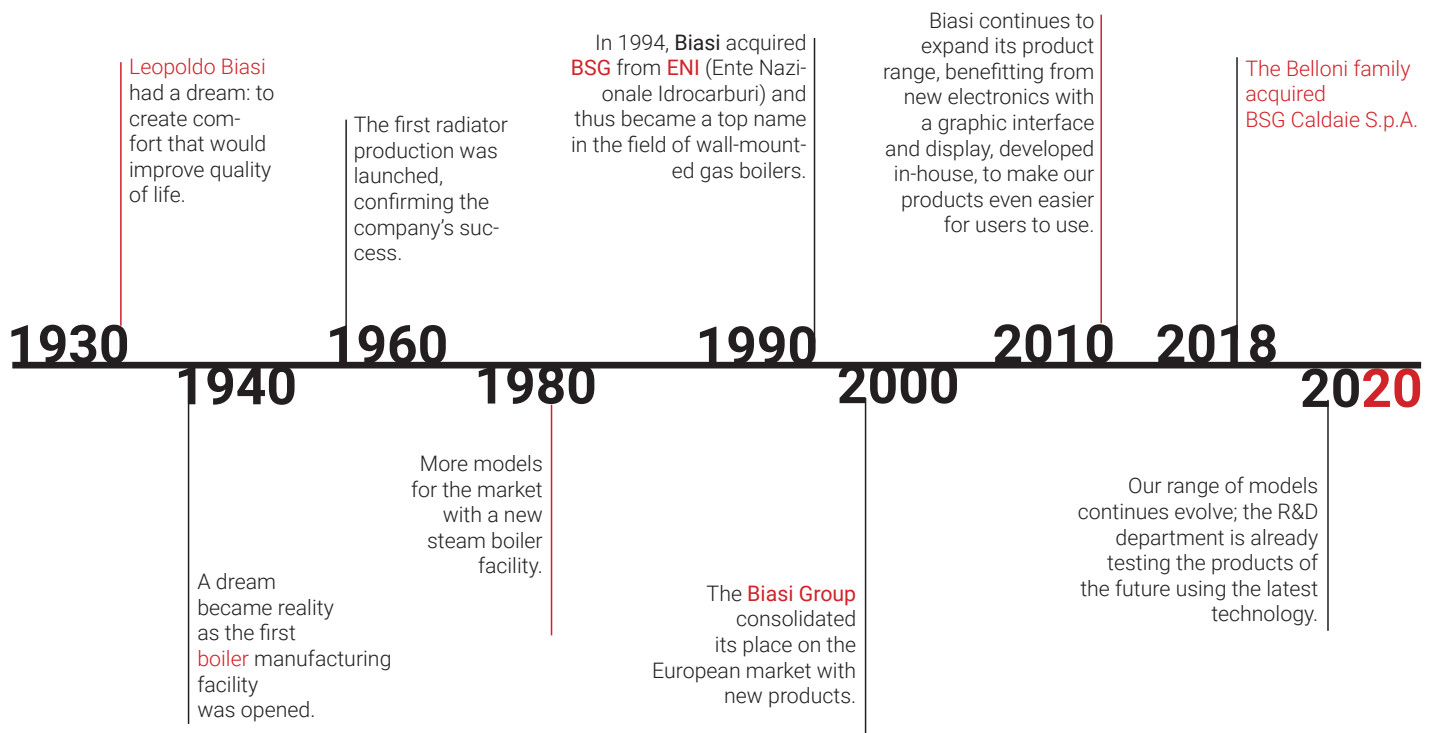 1930
Leopoldo Biasi
had a dream: to
create com-
fort that would
improve quality
of life.
1940
A dream
became reality
as the first
boiler manufacturing
facility
was opened.
1960
The first radiator
production was
launched,
confirming the
company's suc-
cess.
1980
More models
for the market
with a new
steam boiler
facility.
1990
In 1994, Biasi acquired
BSG from ENI (Ente Nazi-
onale Idrocarburi) and
thus became a top name
in the field of wall-mount-
ed gas boilers.
2000
The Biasi Group
consolidated
its place on the
European market with
new products.
2010
Biasi continues to
expand its product
range, benefitting from
new electronics with
a graphic interface
and display, developed
in-house, to make our
products even easier
for users to use.
2018
The Belloni family
acquired
BSG Caldaie S.p.A.
2020
Our range of models
continues evolve; the R&D
department is already
testing the products of
the future using the latest
technology.